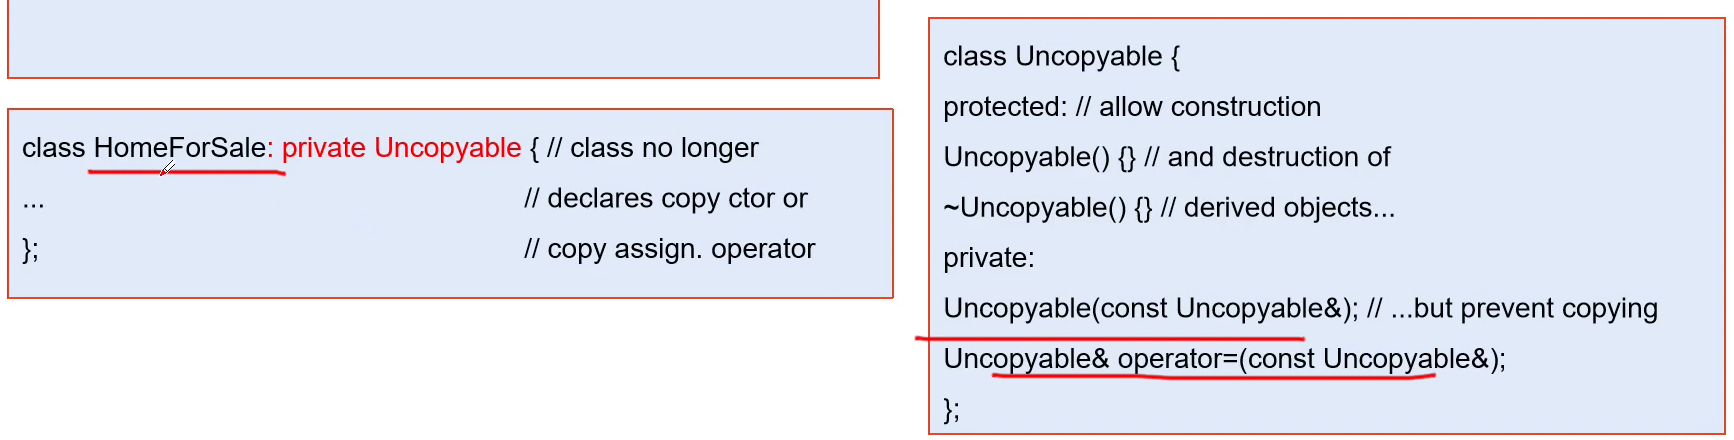 class HomeForSale: private Uncopyable { // class no longer
... // declares copy ctor or
}; // copy assign. operator
class Uncopyable {
protected: // allow construction
Uncopyable() {} // and destruction of
~Uncopyable() {} // derived objects...
private:
Uncopyable(const Uncopyable&); // ...but prevent copying
Uncopyable& operator=(const Uncopyable&);
};